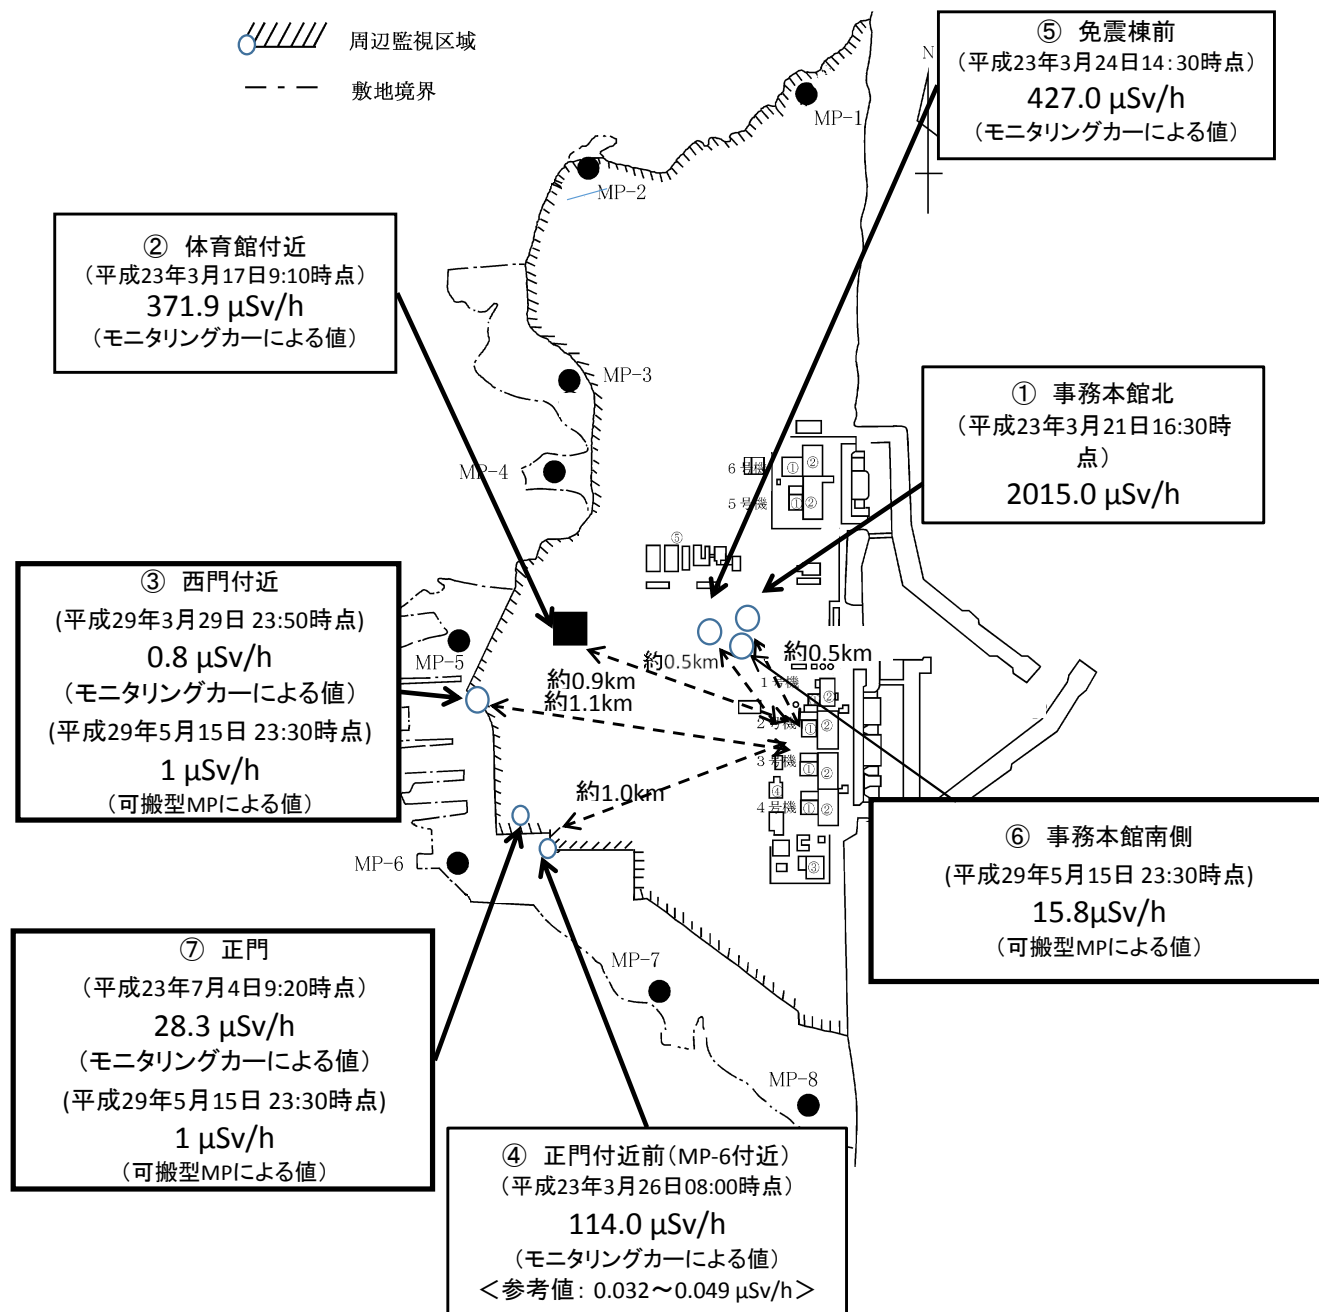 周辺監視区域
敷地境界
⑤ 免震棟前
（平成23年3月24日14：30時点）
427.0 μSv/h
（モニタリングカーによる値）
N
MP-1
MP-2
② 体育館付近
（平成23年3月17日9:10時点）
371.9 μSv/h
（モニタリングカーによる値）
MP-3
① 事務本館北
（平成23年3月21日16:30時
点）
2015.0 μSv/h
MP-4
6号機
① ②
5号機
① ②
⑤
③ 西門付近
(平成29年3月29日 23:50時点)
0.8 μSv/h
（モニタリングカーによる値）
(平成29年5月15日 23:30時点)
1 μSv/h
（可搬型MPによる値）
MP-5
約0.5km
約0.5km
約0.9km
約1.1km
1号機
②
2号機
① ②
3号機
① ②
④
4号機
① ②
③
約1.0km
MP-6
⑥ 事務本館南側
(平成29年5月15日 23:30時点)
15.8μSv/h
（可搬型MPによる値）
⑦ 正門
（平成23年7月4日9:20時点）
28.3 μSv/h
（モニタリングカーによる値）
(平成29年5月15日 23:30時点)
1 μSv/h
（可搬型MPによる値）
MP-7
MP-8
④ 正門付近前（MP-6付近）
（平成23年3月26日08:00時点）
114.0 μSv/h
（モニタリングカーによる値）
＜参考値： 0.032～0.049 μSv/h＞